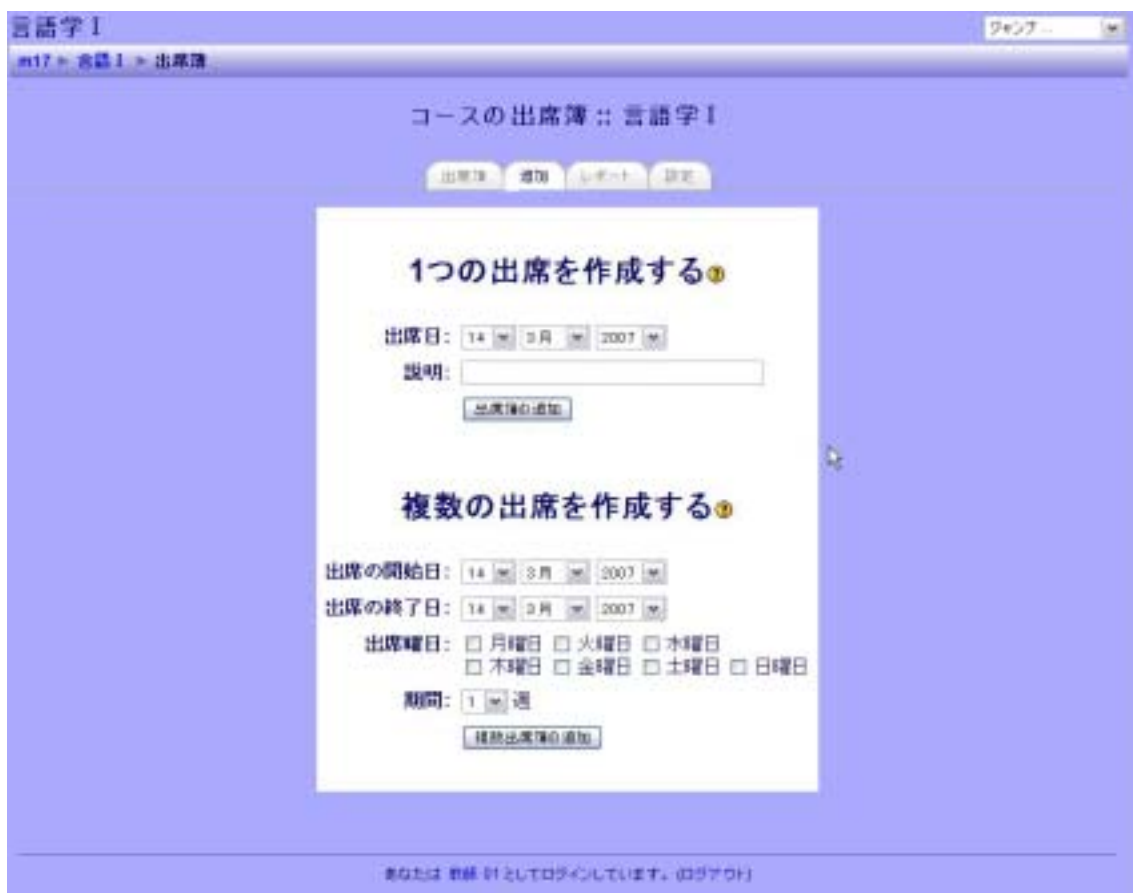 言語学Ⅰ
ジャンプ...
m17 ► 言語Ⅰ ► 出席簿
コースの出席簿 :: 言語学Ⅰ
出席簿 追加 レポート 設定
1つの出席を作成する
出席日: 14 3月 2007
説明:
出席簿の追加
複数の出席を作成する
出席の開始日: 14 3月 2007
出席の終了日: 14 3月 2007
出席曜日: 月曜日 火曜日 水曜日
木曜日 金曜日 土曜日 日曜日
期間: 1 週
複数出席簿の追加
あなたは 教師 01 としてログインしています。(ログアウト)